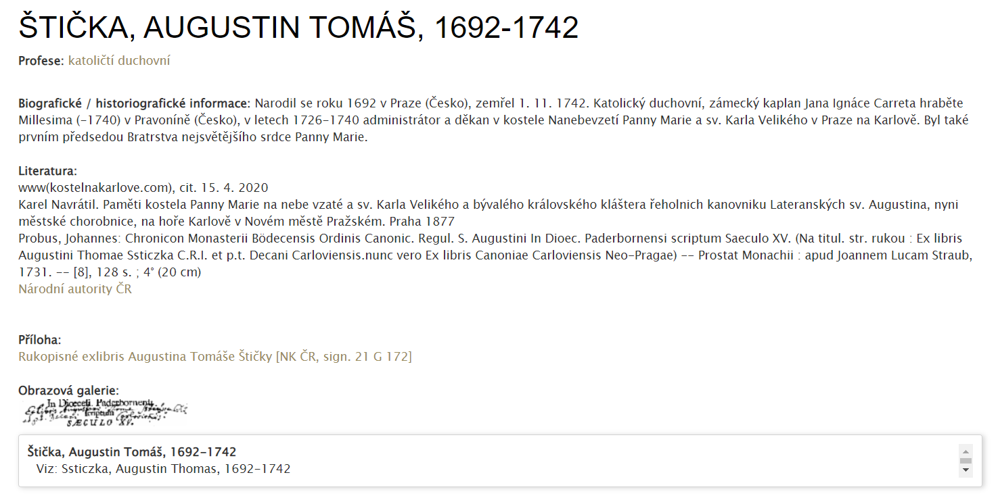 ŠTIČKA, AUGUSTIN TOMÁŠ, 1692-1742
Profese: katoličtí duchovní
Biografické / historiografické informace: Narodil se roku 1692 v Praze (Česko), zemřel 1. 11. 1742. Katolický duchovní, zámecký kaplan Jana Ignáce Carreta hraběte
Millesima (-1740) v Pravoníně (Česko), v letech 1726-1740 administrátor a děkan v kostele Nanebevzetí Panny Marie a sv. Karla Velikého v Praze na Karlově. Byl také
prvním předsedou Bratrstva nejsvětějšího srdce Panny Marie.
Literatura:
www(kostelnakarlove.com), cit. 15. 4. 2020
Karel Navrátil. Paměti kostela Panny Marie na nebe vzaté a sv. Karla Velikého a bývalého královského kláštera řeholnich kanovniku Lateranských sv. Augustina, nyni
městské chorobnice, na hoře Karlově v Novém městě Pražském. Praha 1877
Probus, Johannes: Chronicon Monasterii Bödecensis Ordinis Canonic. Regul. S. Augustini In Dioec. Paderbornensi scriptum Saeculo XV. (Na titul. str. rukou : Ex libris
Augustini Thomae Ssticzka C.R.I. et p.t. Decani Carloviensis.nunc vero Ex libris Canoniae Carloviensis Neo-Pragae) -- Prostat Monachii : apud Joannem Lucam Straub,
1731. -- [8], 128 s. ; 4° (20 cm)
Národní autority ČR
Příloha:
Rukopisné exlibris Augustina Tomáše Štičky [NK ČR, sign. 21 G 172]
Obrazová galerie:
In Dioecesi Paderbornensi
scriptum
SÆCULO XV.
Štička, Augustin Tomáš, 1692-1742
Viz: Ssticzka, Augustin Thomas, 1692-1742